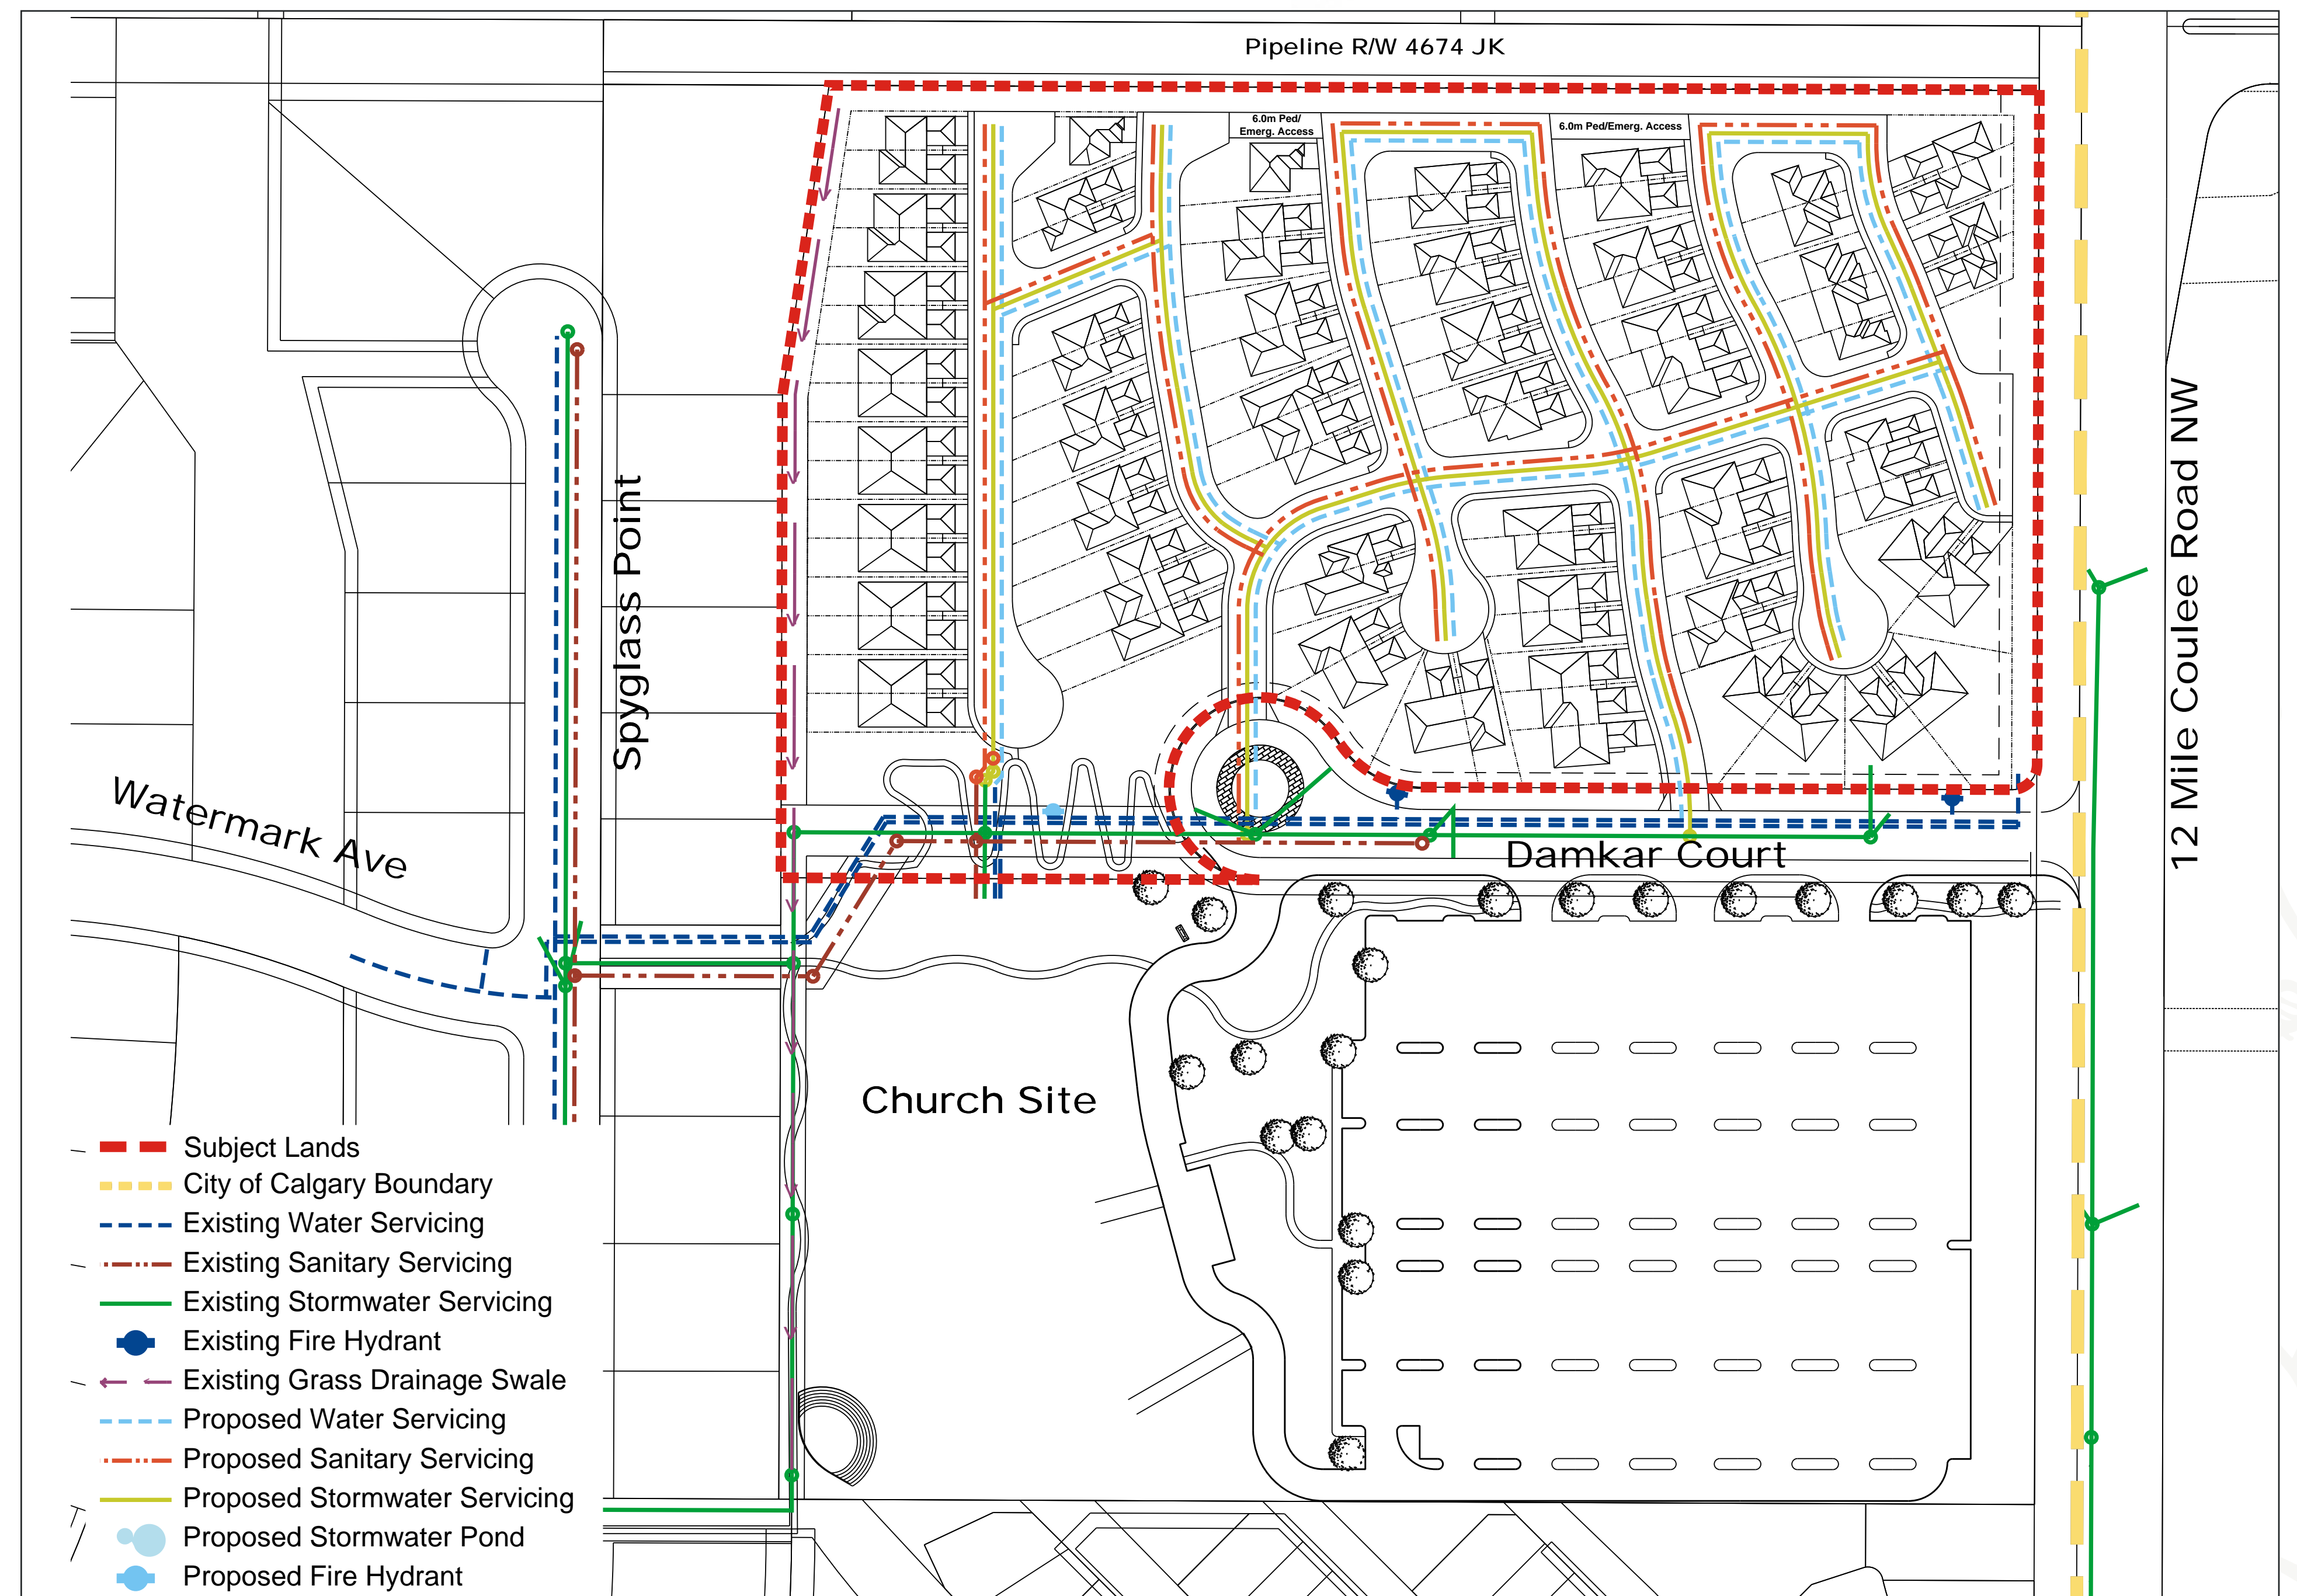 Pipeline R/W 4674 JK
6.0m Ped/
Emerg. Access
6.0m Ped/Emerg. Access
Spyglass Point
12 Mile Coulee Road NW
Watermark Ave
Damkar Court
Church Site
Subject Lands
City of Calgary Boundary
Existing Water Servicing
Existing Sanitary Servicing
Existing Stormwater Servicing
Existing Fire Hydrant
Existing Grass Drainage Swale
Proposed Water Servicing
Proposed Sanitary Servicing
Proposed Stormwater Servicing
Proposed Stormwater Pond
Proposed Fire Hydrant